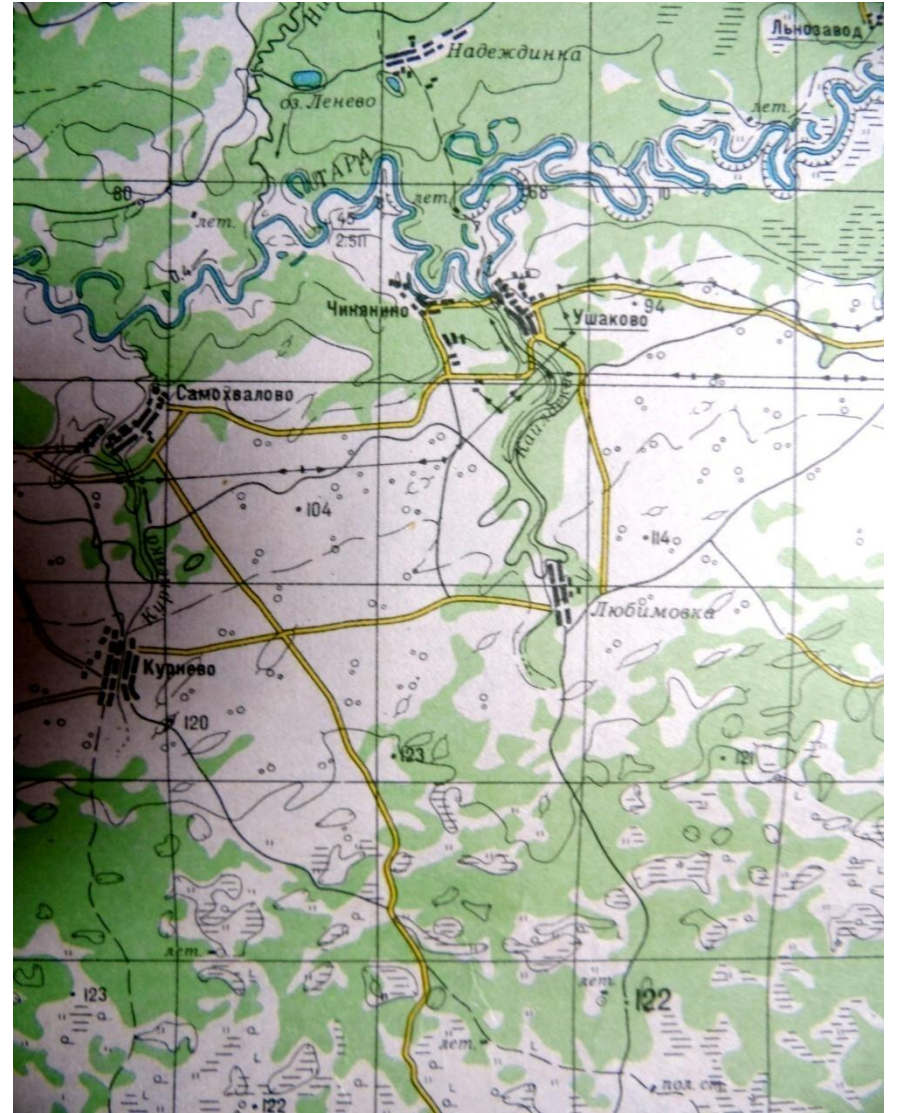 Льнозавод
Надеждинка
оз. Ленево
лет.
ТАРА
80
лет.
68
10
лет.
45
2.5П
Чинянино
94
Ушаково
Самохвалово
104
114
Любимовка
Курнево
120
123
121
лет.
123
лет.
122
лет.
пол. ст.
122